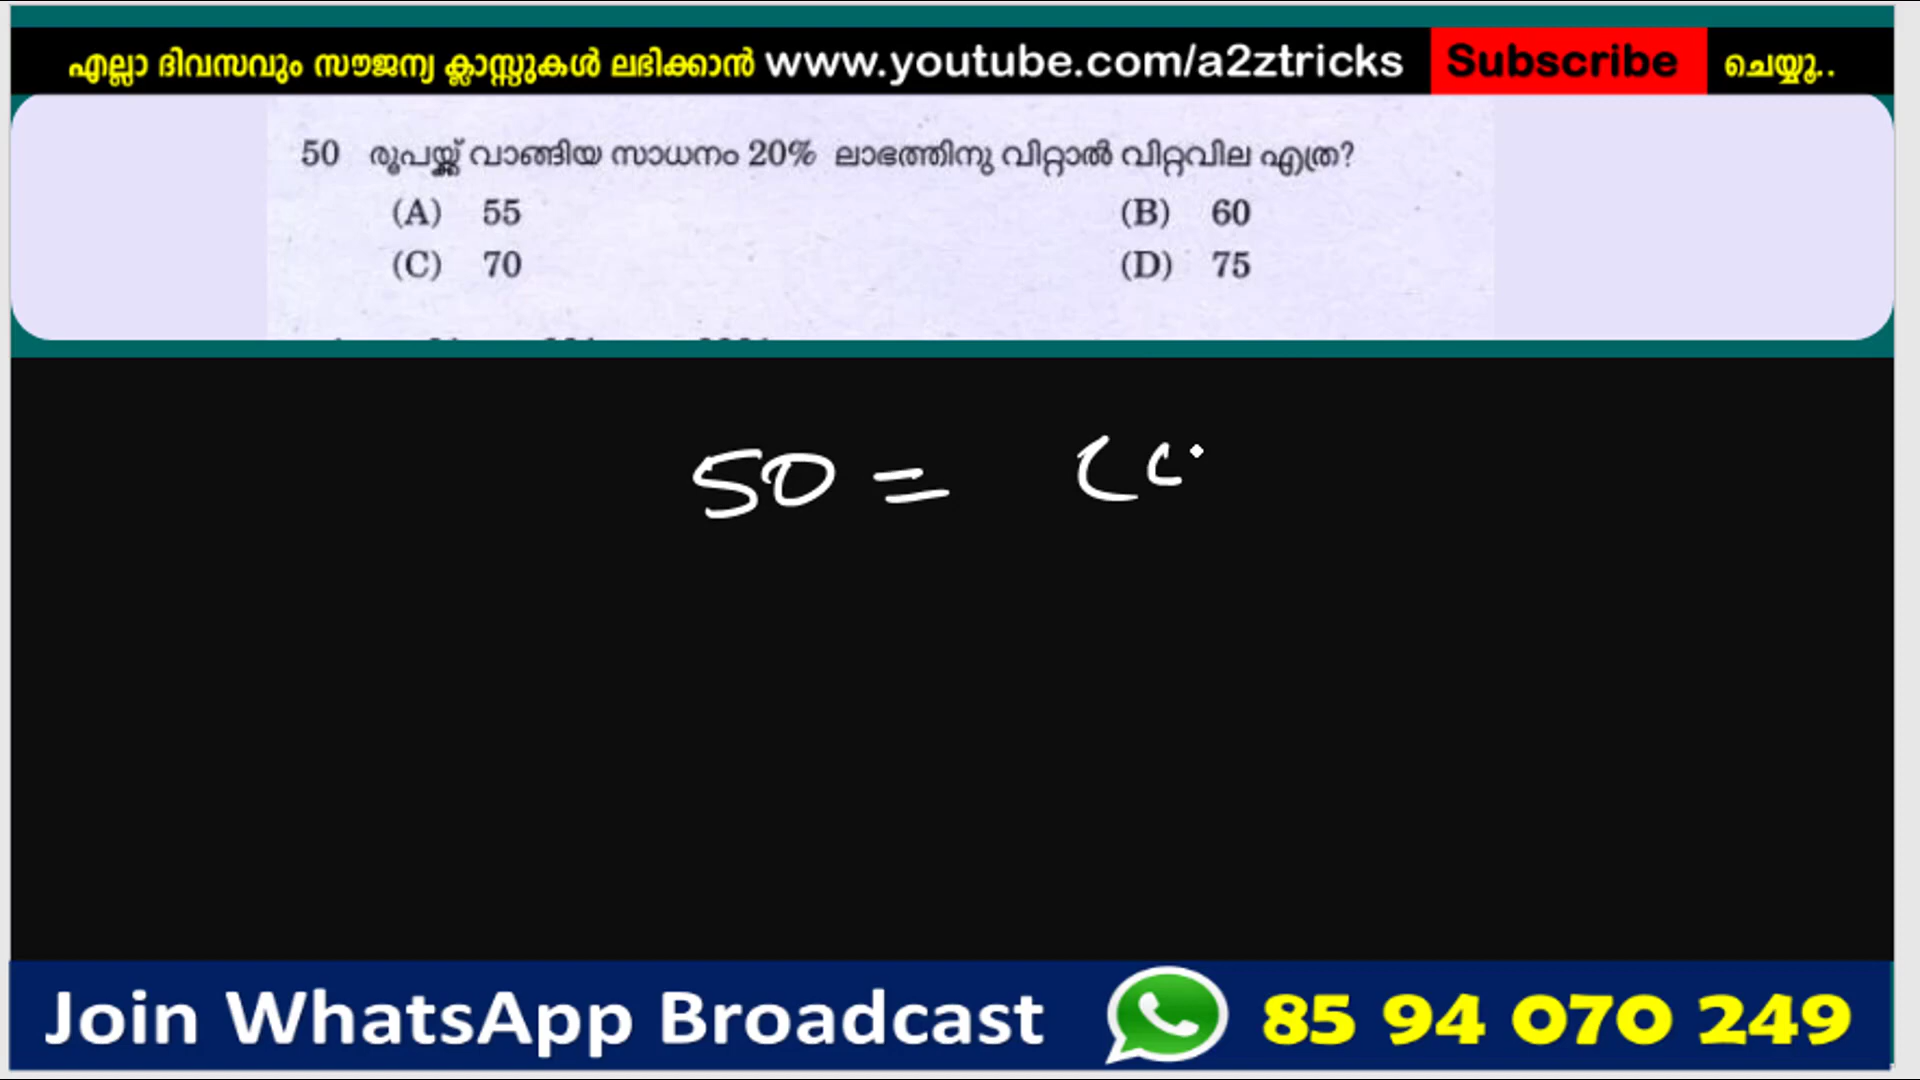 എല്ലാ ദിവസവും സൗജന്യ ക്ലാസ്സുകൾ ലഭിക്കാൻ www.youtube.com/a2ztricks Subscribe ചെയ്യൂ..
50 രൂപയ്ക്ക് വാങ്ങിയ സാധനം 20% ലാഭത്തിനു വിറ്റാൽ വിറ്റവില എത്ര?
(A) 55 (B) 60
(C) 70 (D) 75
50 =
Join WhatsApp Broadcast 85 94 070 249